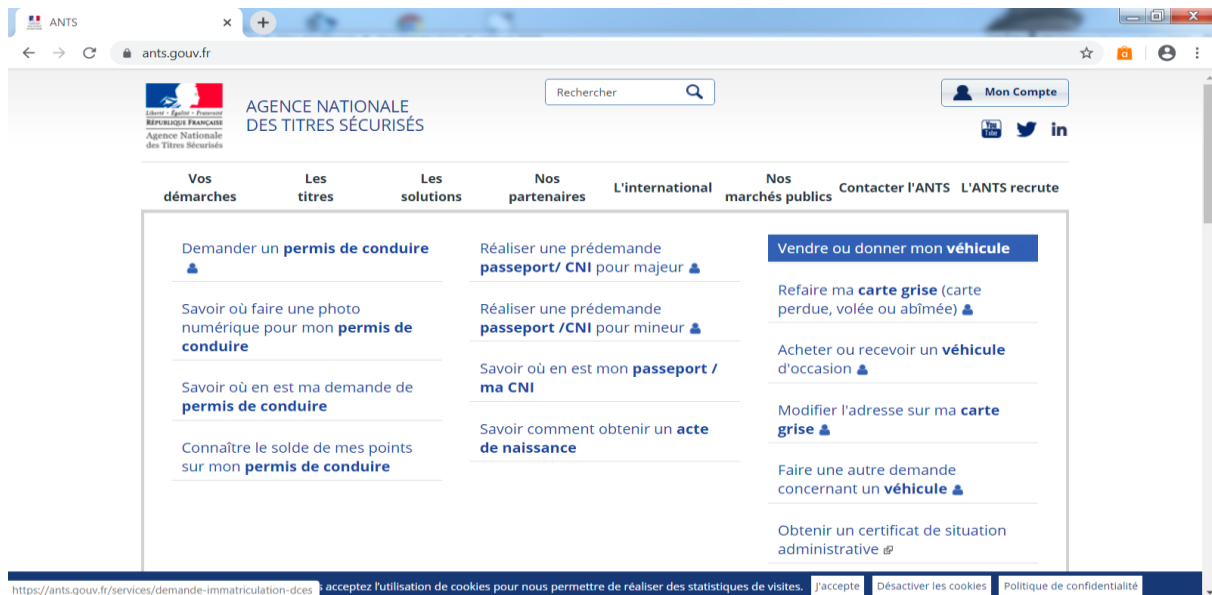 ANTS
ants.gouv.fr
Liberté • Égalité • Fraternité
RÉPUBLIQUE FRANÇAISE
Agence Nationale
des Titres Sécurisés
AGENCE NATIONALE
DES TITRES SÉCURISÉS
Rechercher
Mon Compte
You
Tube
in
Vos
démarches
Les
titres
Les
solutions
Nos
partenaires
L'international
Nos
marchés publics
Contacter l'ANTS
L'ANTS recrute
Demander un permis de conduire
Savoir où faire une photo
numérique pour mon permis de
conduire
Savoir où en est ma demande de
permis de conduire
Connaître le solde de mes points
sur mon permis de conduire
Réaliser une prédemande
passeport/ CNI pour majeur
Réaliser une prédemande
passeport /CNI pour mineur
Savoir où en est mon passeport /
ma CNI
Savoir comment obtenir un acte
de naissance
Vendre ou donner mon véhicule
Refaire ma carte grise (carte
perdue, volée ou abîmée)
Acheter ou recevoir un véhicule
d'occasion
Modifier l'adresse sur ma carte
grise
Faire une autre demande
concernant un véhicule
Obtenir un certificat de situation
administrative
https://ants.gouv.fr/services/demande-immatriculation-dces
acceptez l'utilisation de cookies pour nous permettre de réaliser des statistiques de visites.
J'accepte
Désactiver les cookies
Politique de confidentialité